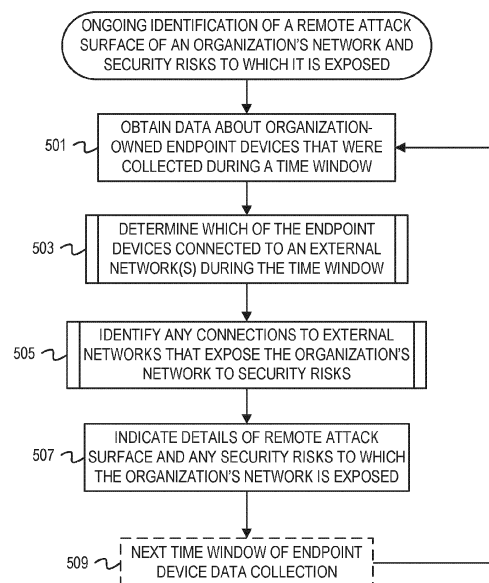 ONGOING IDENTIFICATION OF A REMOTE ATTACK
SURFACE OF AN ORGANIZATION'S NETWORK AND
SECURITY RISKS TO WHICH IT IS EXPOSED
501
OBTAIN DATA ABOUT ORGANIZATION-
OWNED ENDPOINT DEVICES THAT WERE
COLLECTED DURING A TIME WINDOW
503
DETERMINE WHICH OF THE ENDPOINT
DEVICES CONNECTED TO AN EXTERNAL
NETWORK(S) DURING THE TIME WINDOW
505
IDENTIFY ANY CONNECTIONS TO EXTERNAL
NETWORKS THAT EXPOSE THE ORGANIZATION'S
NETWORK TO SECURITY RISKS
507
INDICATE DETAILS OF REMOTE ATTACK
SURFACE AND ANY SECURITY RISKS TO WHICH
THE ORGANIZATION'S NETWORK IS EXPOSED
509
NEXT TIME WINDOW OF ENDPOINT
DEVICE DATA COLLECTION